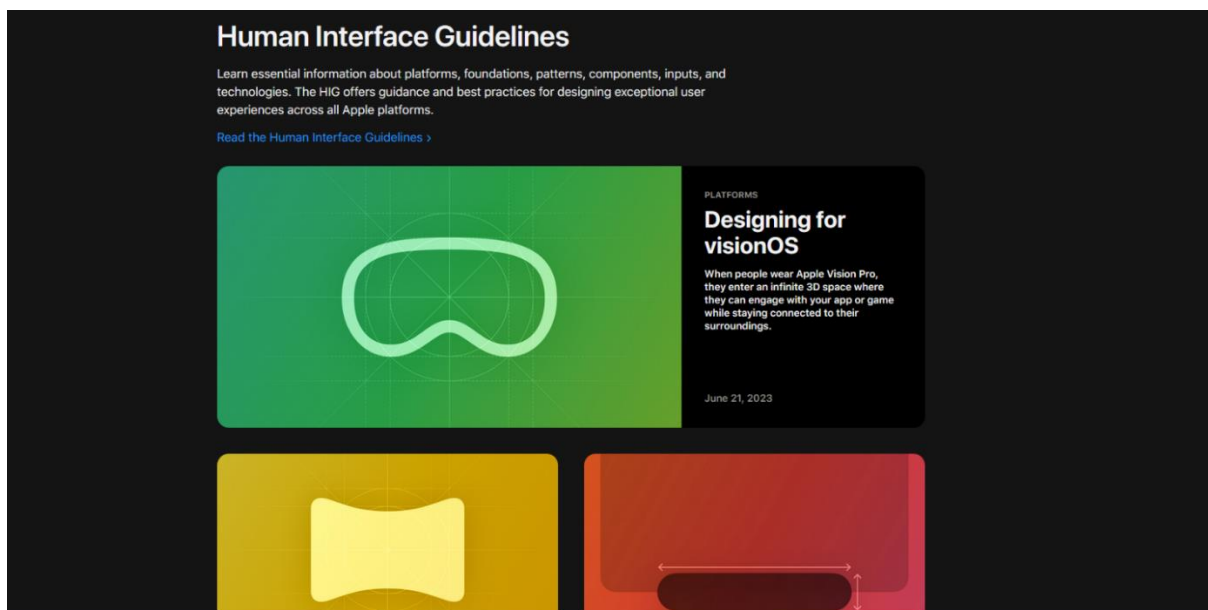 Human Interface Guidelines
Learn essential information about platforms, foundations, patterns, components, inputs, and
technologies. The HIG offers guidance and best practices for designing exceptional user
experiences across all Apple platforms.
Read the Human Interface Guidelines >
PLATFORMS
Designing for
visionOS
When people wear Apple Vision Pro,
they enter an infinite 3D space where
they can engage with your app or game
while staying connected to their
surroundings.
June 21, 2023